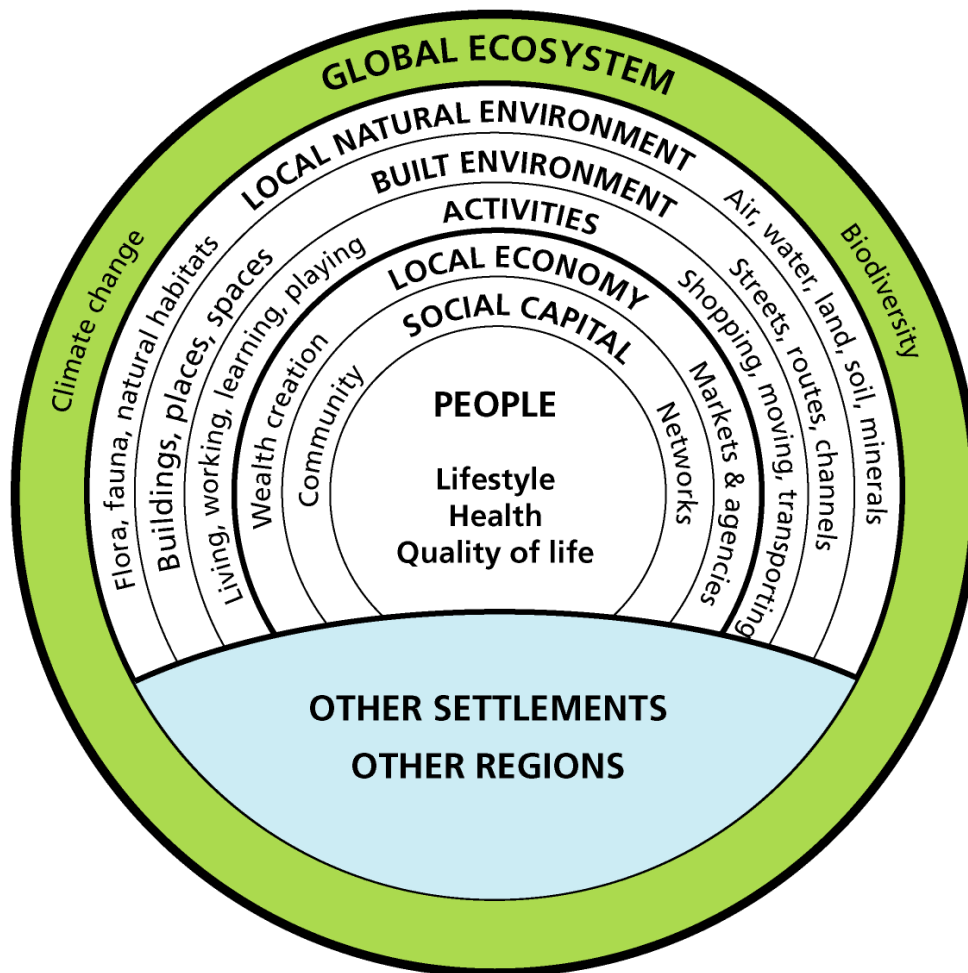 GLOBAL ECOSYSTEM
Climate change
Biodiversity
LOCAL NATURAL ENVIRONMENT
Flora, fauna, natural habitats
Air, water, land, soil, minerals
BUILT ENVIRONMENT
Buildings, places, spaces
Streets, routes, channels
ACTIVITIES
Living, working, learning, playing
Shopping, moving, transporting
LOCAL ECONOMY
Wealth creation
Markets & agencies
SOCIAL CAPITAL
Community
Networks
PEOPLE
Lifestyle
Health
Quality of life
OTHER SETTLEMENTS
OTHER REGIONS